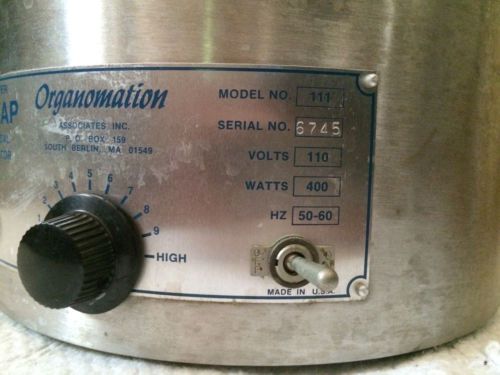 Organomation
ASSOCIATES INC.
P. O. BOX 159
SOUTH BERLIN, MA 01549
MODEL NO. 111
SERIAL NO. 6745
VOLTS 110
WATTS 400
HZ 50-60
1 2 3 4 5 6 7 8 9 HIGH
MADE IN U.S.A.
AP